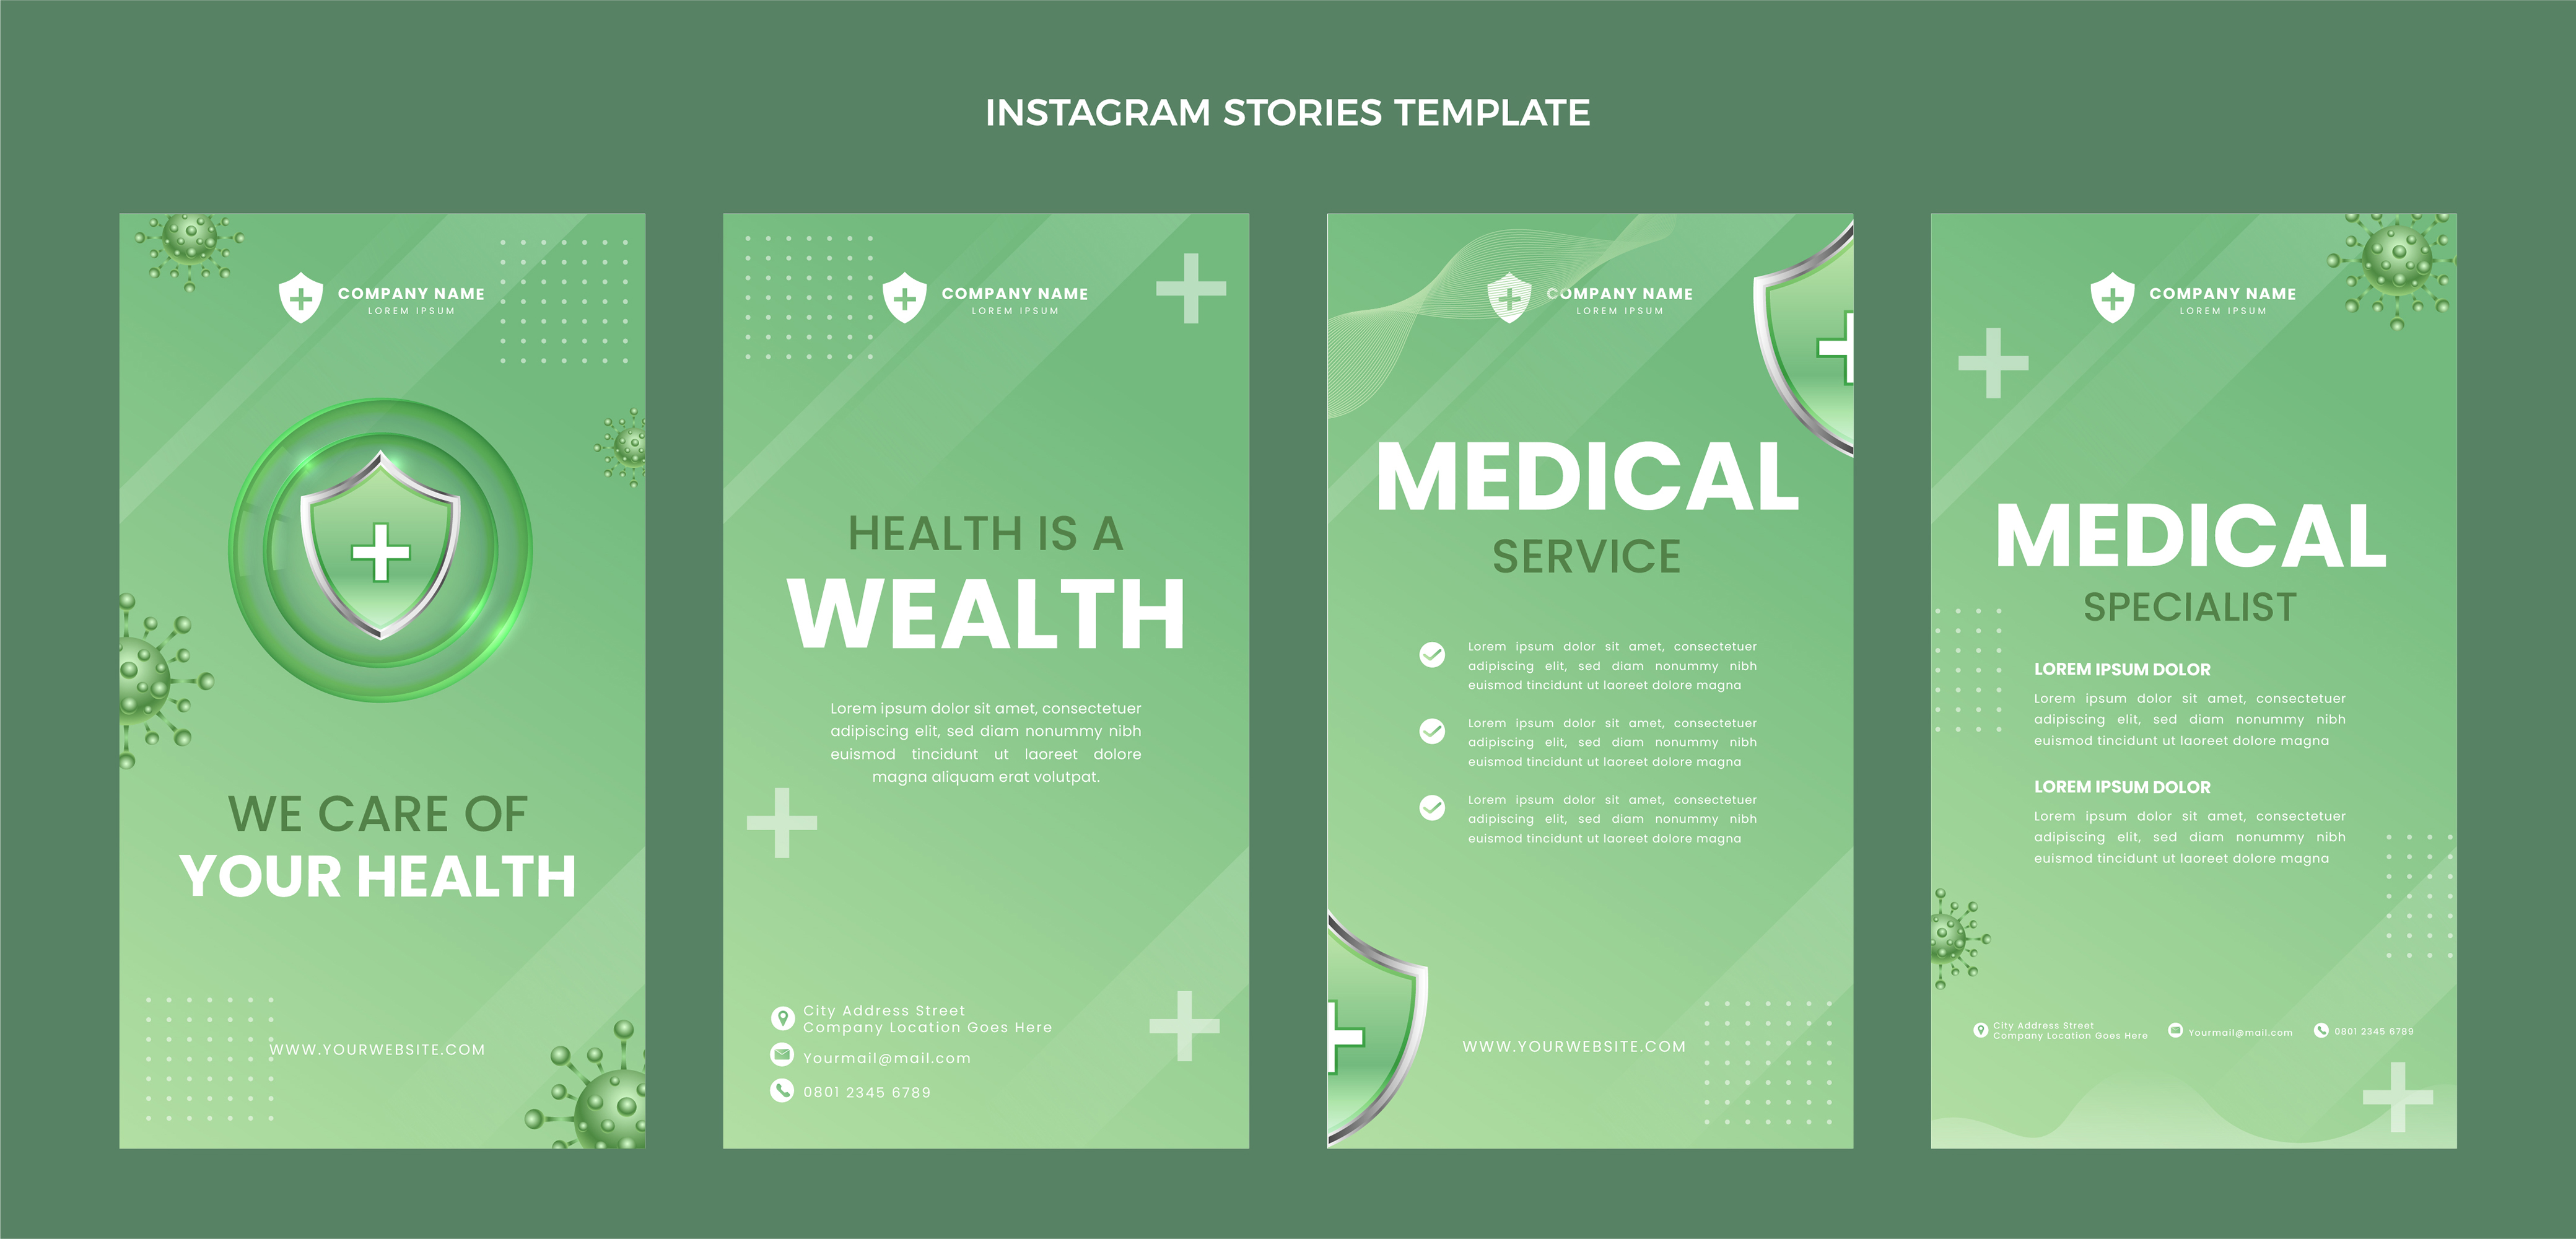 INSTAGRAM STORIES TEMPLATE
COMPANY NAME
LOREM IPSUM
WE CARE OF
YOUR HEALTH
WWW.YOURWEBSITE.COM
COMPANY NAME
LOREM IPSUM
HEALTH IS A
WEALTH
Lorem ipsum dolor sit amet, consectetuer
adipiscing elit, sed diam nonummy nibh
euismod tincidunt ut laoreet dolore
magna aliquam erat volutpat.
City Address Street
Company Location Goes Here
Yourmail@mail.com
0801 2345 6789
COMPANY NAME
LOREM IPSUM
MEDICAL
SERVICE
Lorem ipsum dolor sit amet, consectetuer
adipiscing elit, sed diam nonummy nibh
euismod tincidunt ut laoreet dolore magna
Lorem ipsum dolor sit amet, consectetuer
adipiscing elit, sed diam nonummy nibh
euismod tincidunt ut laoreet dolore magna
Lorem ipsum dolor sit amet, consectetuer
adipiscing elit, sed diam nonummy nibh
euismod tincidunt ut laoreet dolore magna
WWW.YOURWEBSITE.COM
COMPANY NAME
LOREM IPSUM
MEDICAL
SPECIALIST
LOREM IPSUM DOLOR
Lorem ipsum dolor sit amet, consectetuer
adipiscing elit, sed diam nonummy nibh
euismod tincidunt ut laoreet dolore magna
LOREM IPSUM DOLOR
Lorem ipsum dolor sit amet, consectetuer
adipiscing elit, sed diam nonummy nibh
euismod tincidunt ut laoreet dolore magna
City Address Street
Company Location Goes Here
Yourmail@mail.com
0801 2345 6789